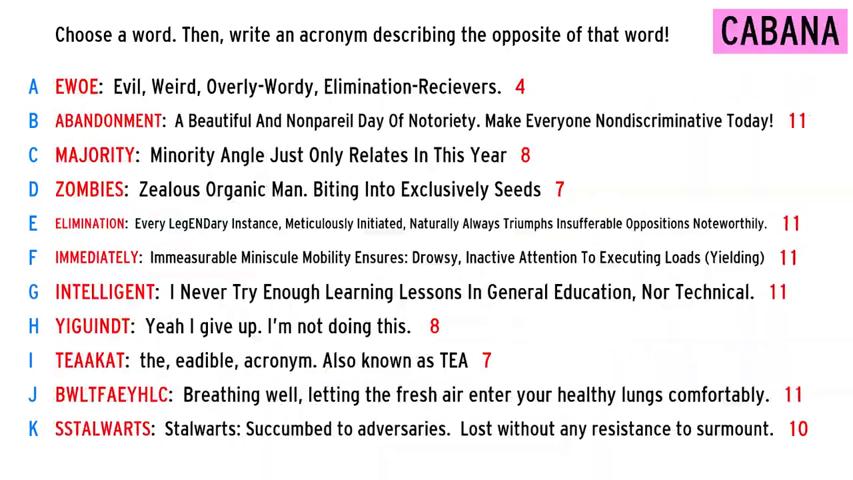 Choose a word. Then, write an acronym describing the opposite of that word!
CABANA
A EWOE: Evil, Weird, Overly-Wordy, Elimination-Recievers. 4
B ABANDONMENT: A Beautiful And Nonpareil Day Of Notoriety. Make Everyone Nondiscriminative Today! 11
C MAJORITY: Minority Angle Just Only Relates In This Year 8
D ZOMBIES: Zealous Organic Man. Biting Into Exclusively Seeds 7
E ELIMINATION: Every LegENDary Instance, Meticulously Initiated, Naturally Always Triumphs Insufferable Oppositions Noteworthily. 11
F IMMEDIATELY: Immeasurable Miniscule Mobility Ensures: Drowsy, Inactive Attention To Executing Loads (Yielding) 11
G INTELLIGENT: I Never Try Enough Learning Lessons In General Education, Nor Technical. 11
H YIGUINDT: Yeah I give up. I'm not doing this. 8
I TEAAKAT: the, eadible, acronym. Also known as TEA 7
J BWLTFAEYHLC: Breathing well, letting the fresh air enter your healthy lungs comfortably. 11
K SSTALWARTS: Stalwarts: Succumbed to adversaries. Lost without any resistance to surmount. 10